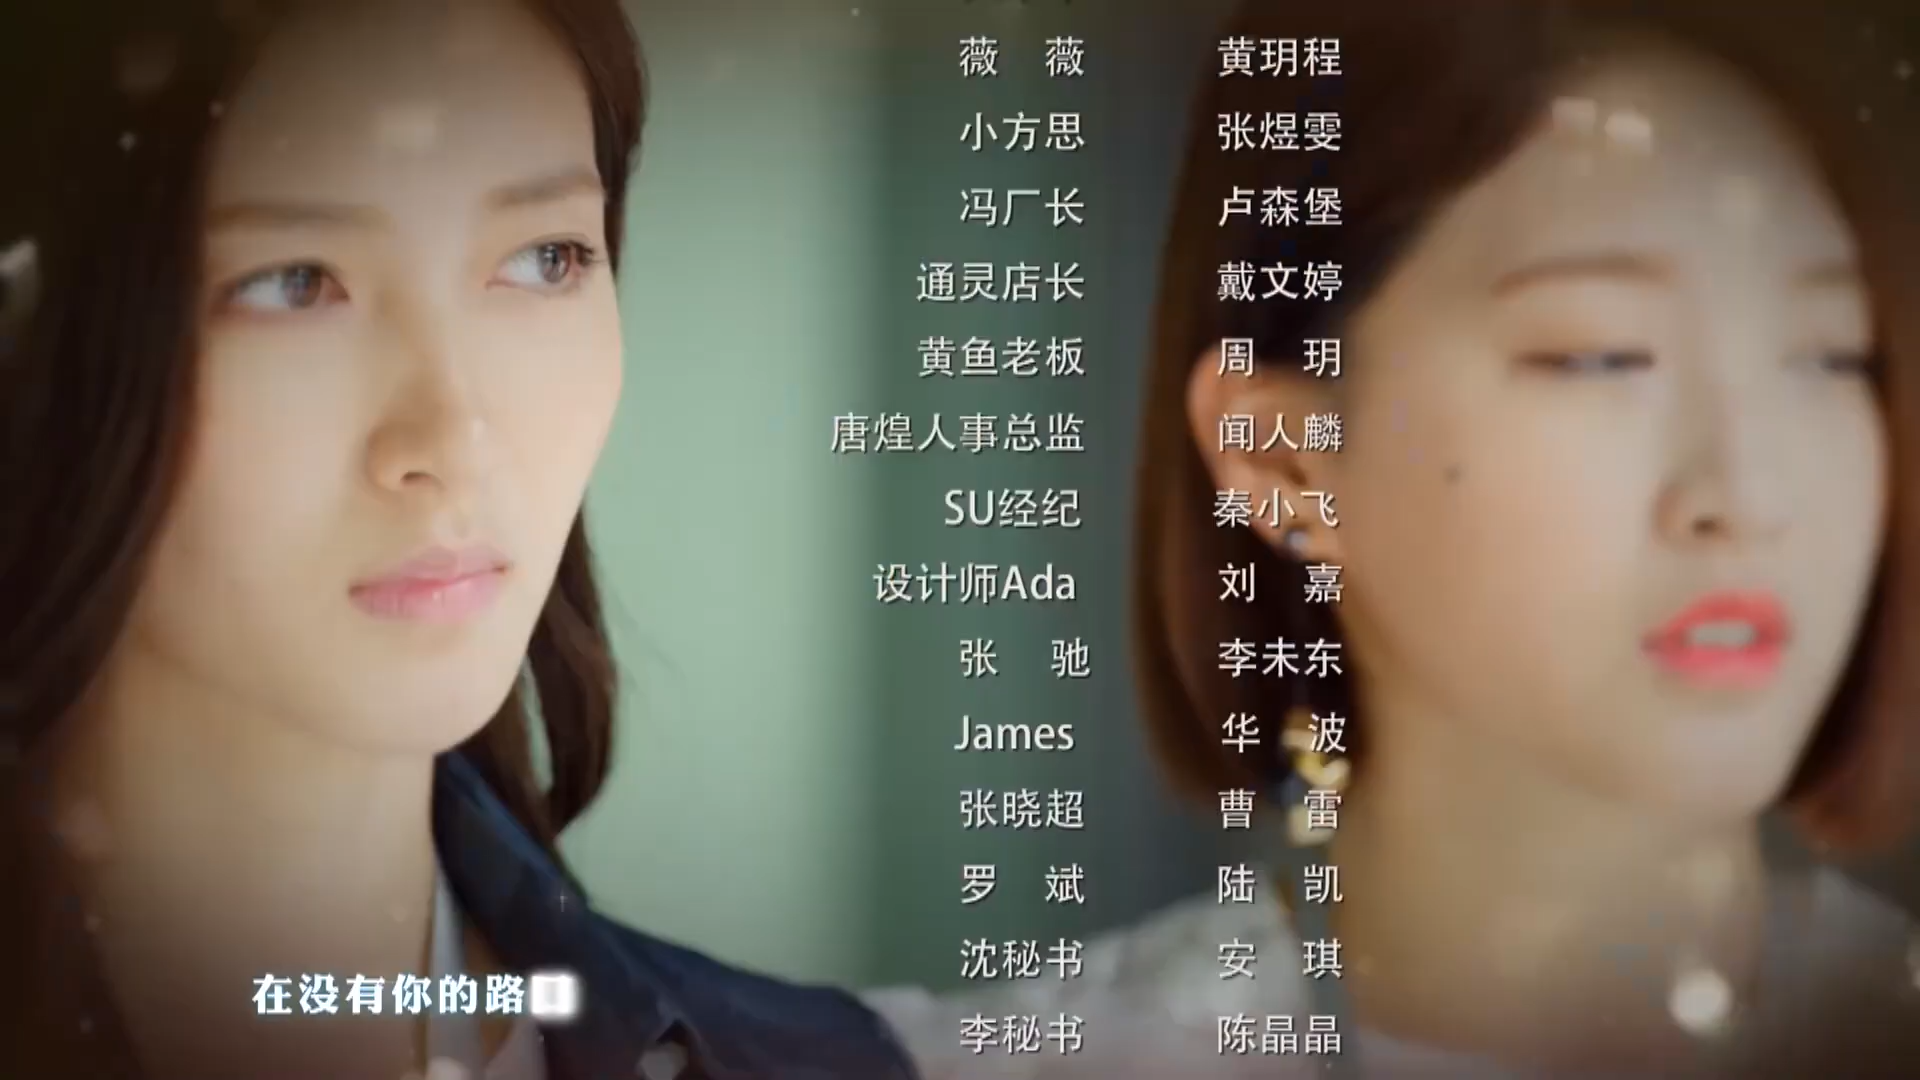 薇 薇 黄玥程
小方思 张煜雯
冯厂长 卢森堡
通灵店长 戴文婷
黄鱼老板 周 玥
唐煌人事总监 闻人麟
SU经纪 秦小飞
设计师Ada 刘 嘉
张 驰 李未东
James 华 波
张晓超 曹 雷
罗 斌 陆 凯
沈秘书 安 琪
李秘书 陈晶晶
在没有你的路